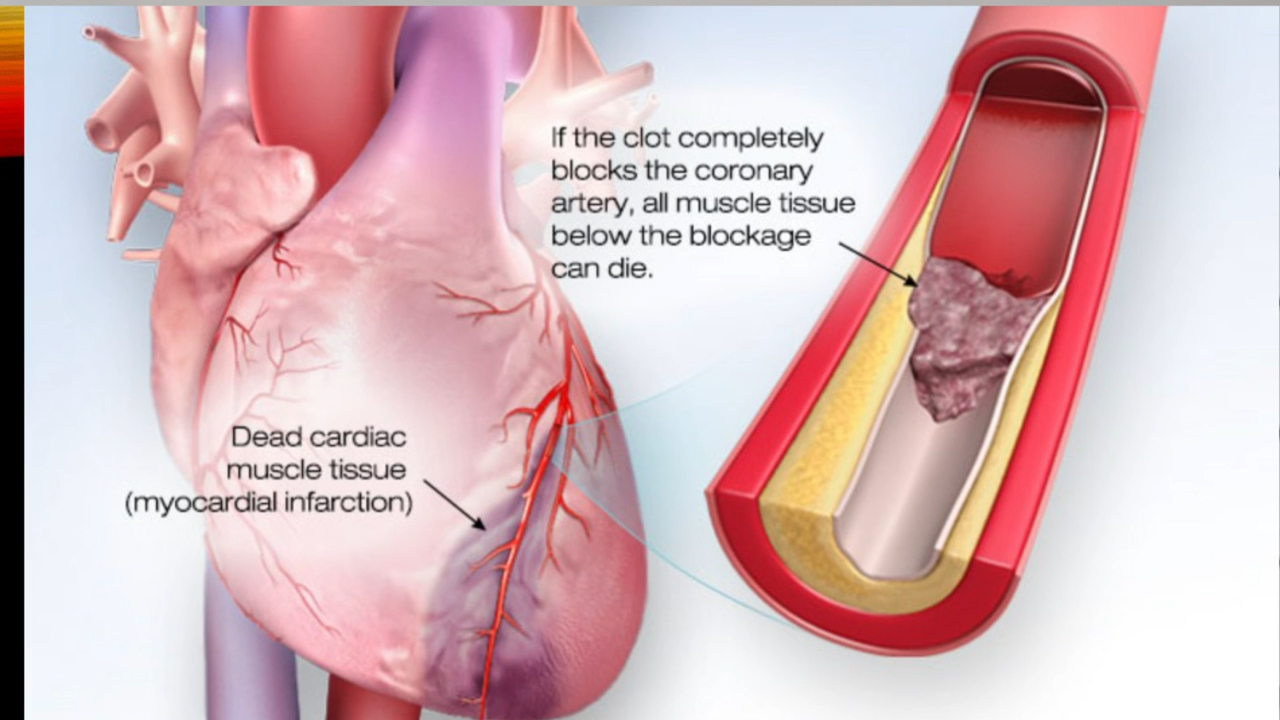 If the clot completely
blocks the coronary
artery, all muscle tissue
below the blockage
can die.
Dead cardiac
muscle tissue
(myocardial infarction)